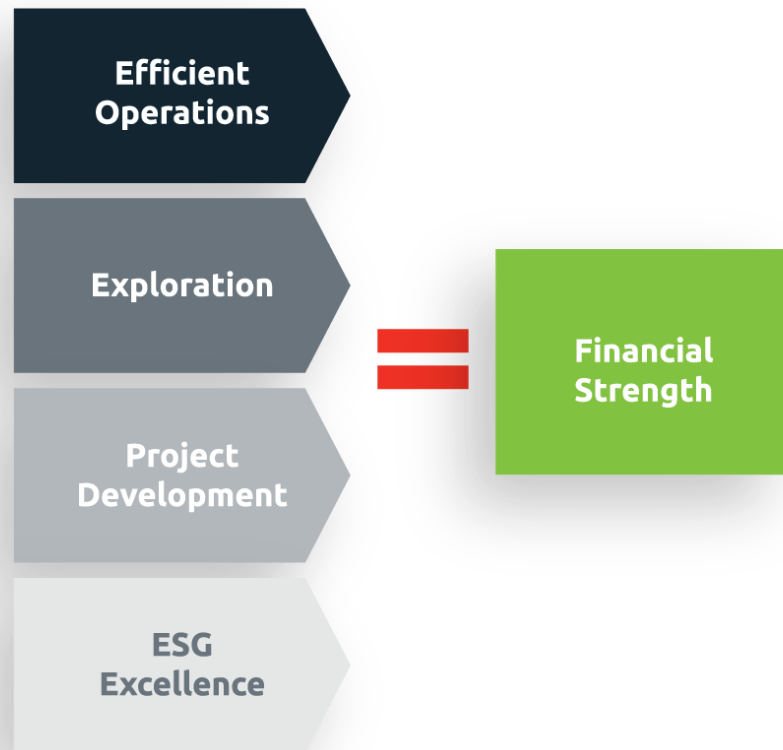 Efficient
Operations
Exploration
Project
Development
ESG
Excellence
Financial
Strength